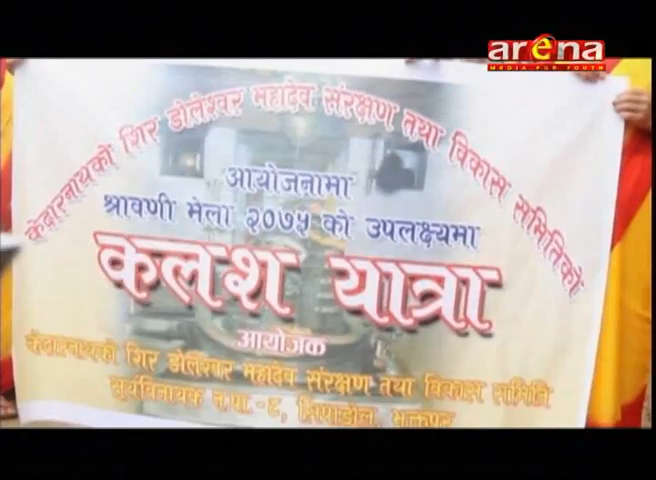 arena
MEDIA FOR YOUTH
केदारनाथको शिर डोलेश्वर महादेव संरक्षण तथा विकास समितिको
आयोजनामा
श्रावणी मेला २०७५ को उपलक्ष्यमा
कलश यात्रा
आयोजक
केदारनाथको शिर डोलेश्वर महादेव संरक्षण तथा विकास समिति
सूर्यविनायक न.पा.-८, सिपाडोल, भक्तपुर